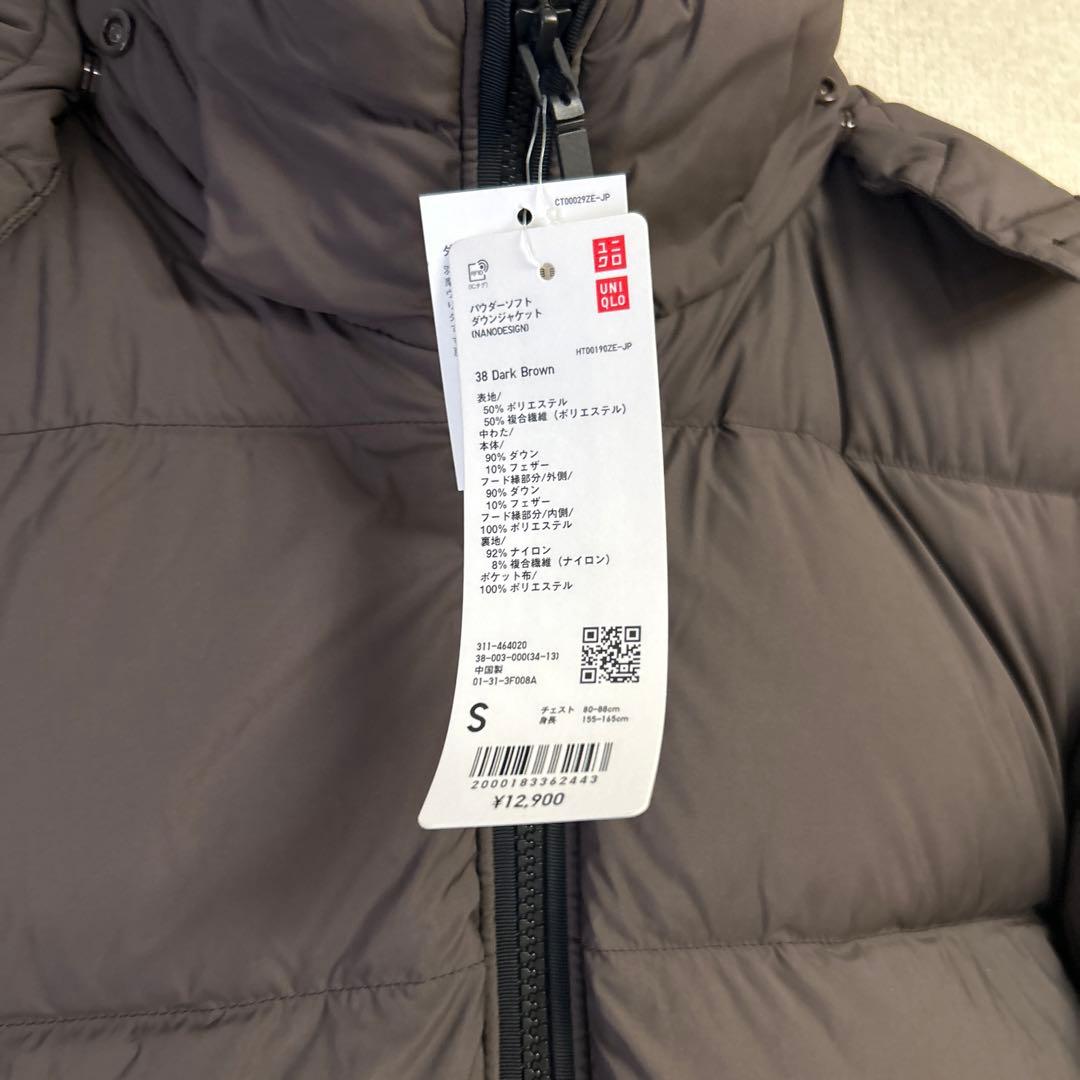 CT00029ZE-JP
RFID
(ICタグ)
ユニ
クロ
UNI
QLO
パウダーソフト
ダウンジャケット
(NANODESIGN)
HT00190ZE-JP
38 Dark Brown
表地/
50% ポリエステル
50% 複合繊維（ポリエステル）
中わた/
本体/
90% ダウン
10% フェザー
フード縁部分/外側/
90% ダウン
10% フェザー
フード縁部分/内側/
100% ポリエステル
裏地/
92% ナイロン
8% 複合繊維（ナイロン）
ポケット布/
100% ポリエステル
311-464020
38-003-000(34-13)
中国製
01-31-3F008A
S
チェスト 80-88cm
身長 155-165cm
2000183362443
¥12,900